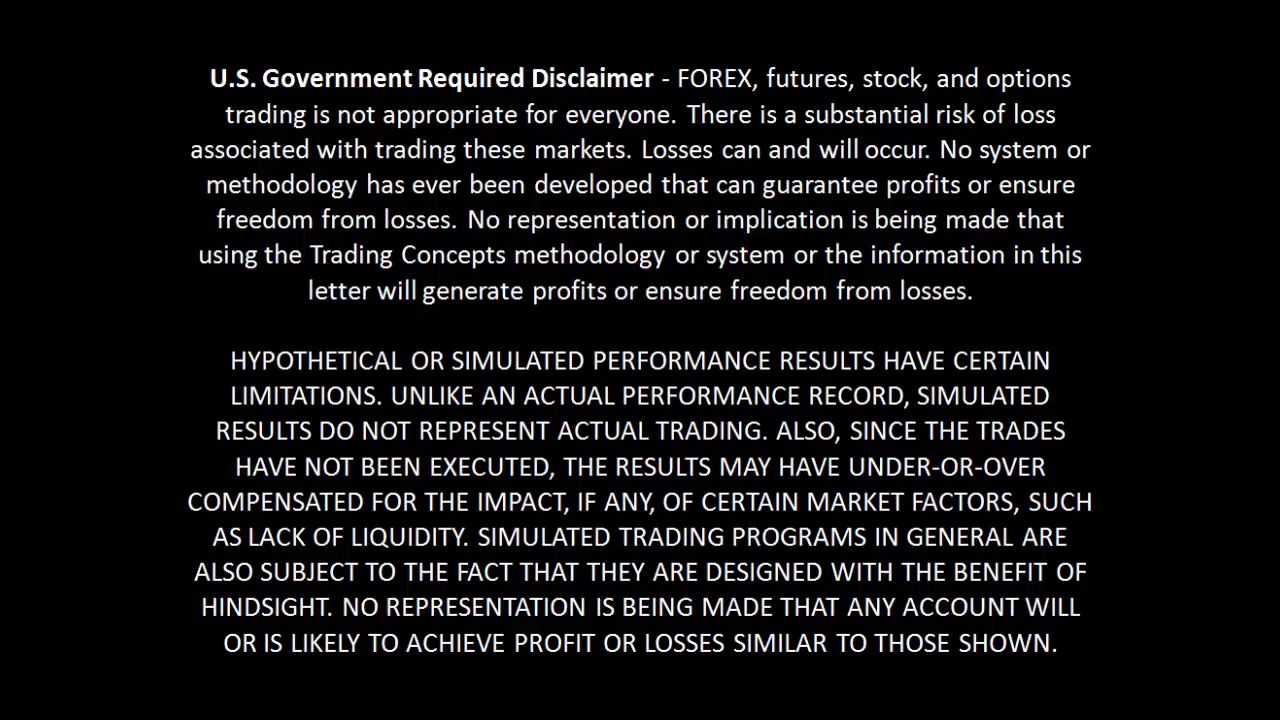 U.S. Government Required Disclaimer - FOREX, futures, stock, and options
trading is not appropriate for everyone. There is a substantial risk of loss
associated with trading these markets. Losses can and will occur. No system or
methodology has ever been developed that can guarantee profits or ensure
freedom from losses. No representation or implication is being made that
using the Trading Concepts methodology or system or the information in this
letter will generate profits or ensure freedom from losses.
HYPOTHETICAL OR SIMULATED PERFORMANCE RESULTS HAVE CERTAIN
LIMITATIONS. UNLIKE AN ACTUAL PERFORMANCE RECORD, SIMULATED
RESULTS DO NOT REPRESENT ACTUAL TRADING. ALSO, SINCE THE TRADES
HAVE NOT BEEN EXECUTED, THE RESULTS MAY HAVE UNDER-OR-OVER
COMPENSATED FOR THE IMPACT, IF ANY, OF CERTAIN MARKET FACTORS, SUCH
AS LACK OF LIQUIDITY. SIMULATED TRADING PROGRAMS IN GENERAL ARE
ALSO SUBJECT TO THE FACT THAT THEY ARE DESIGNED WITH THE BENEFIT OF
HINDSIGHT. NO REPRESENTATION IS BEING MADE THAT ANY ACCOUNT WILL
OR IS LIKELY TO ACHIEVE PROFIT OR LOSSES SIMILAR TO THOSE SHOWN.